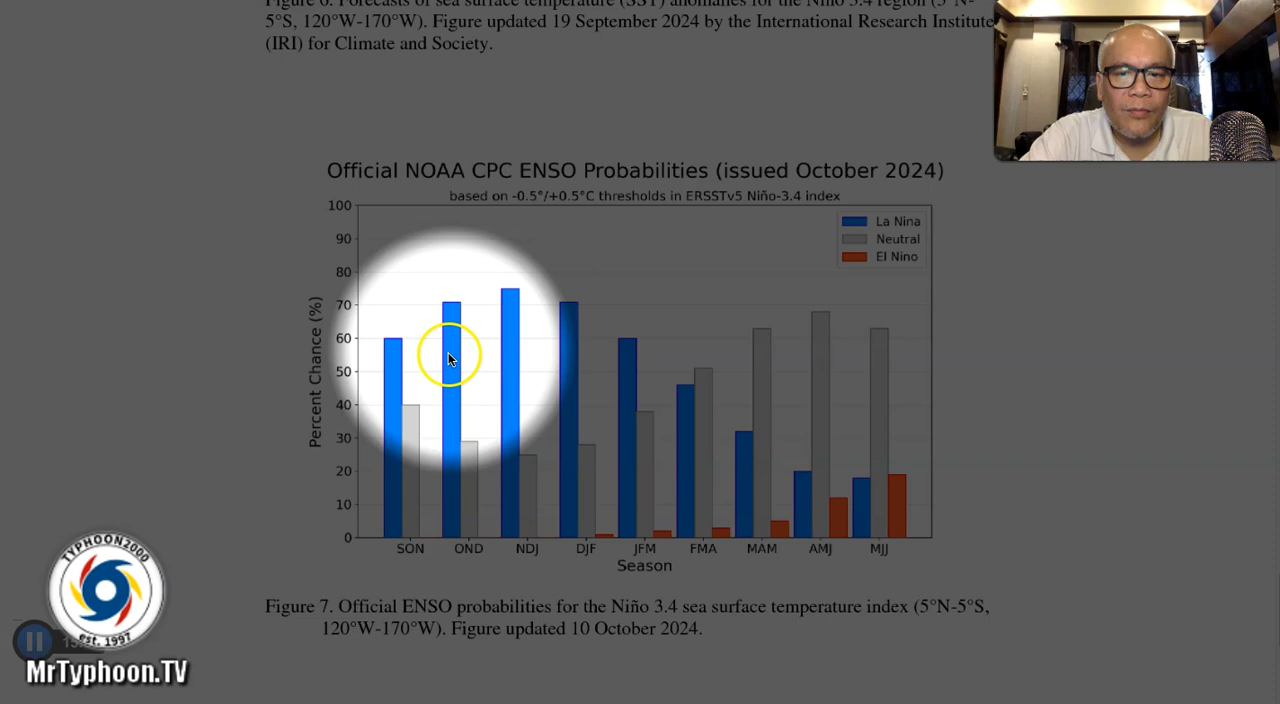 Figure 6. Forecasts of sea surface temperature (SST) anomalies for the Niño 3.4 region (5°N-
5°S, 120°W-170°W). Figure updated 19 September 2024 by the International Research Institute
(IRI) for Climate and Society.
Official NOAA CPC ENSO Probabilities (issued October 2024)
based on -0.5°/+0.5°C thresholds in ERSSTv5 Niño-3.4 index
La Nina
Neutral
El Nino
Percent Chance (%)
100
90
80
70
60
50
40
30
20
10
0
SON OND NDJ DJF JFM FMA MAM AMJ MJJ
Season
Figure 7. Official ENSO probabilities for the Niño 3.4 sea surface temperature index (5°N-5°S,
120°W-170°W). Figure updated 10 October 2024.
TYPHOON2000
est. 1997
MrTyphoon.TV